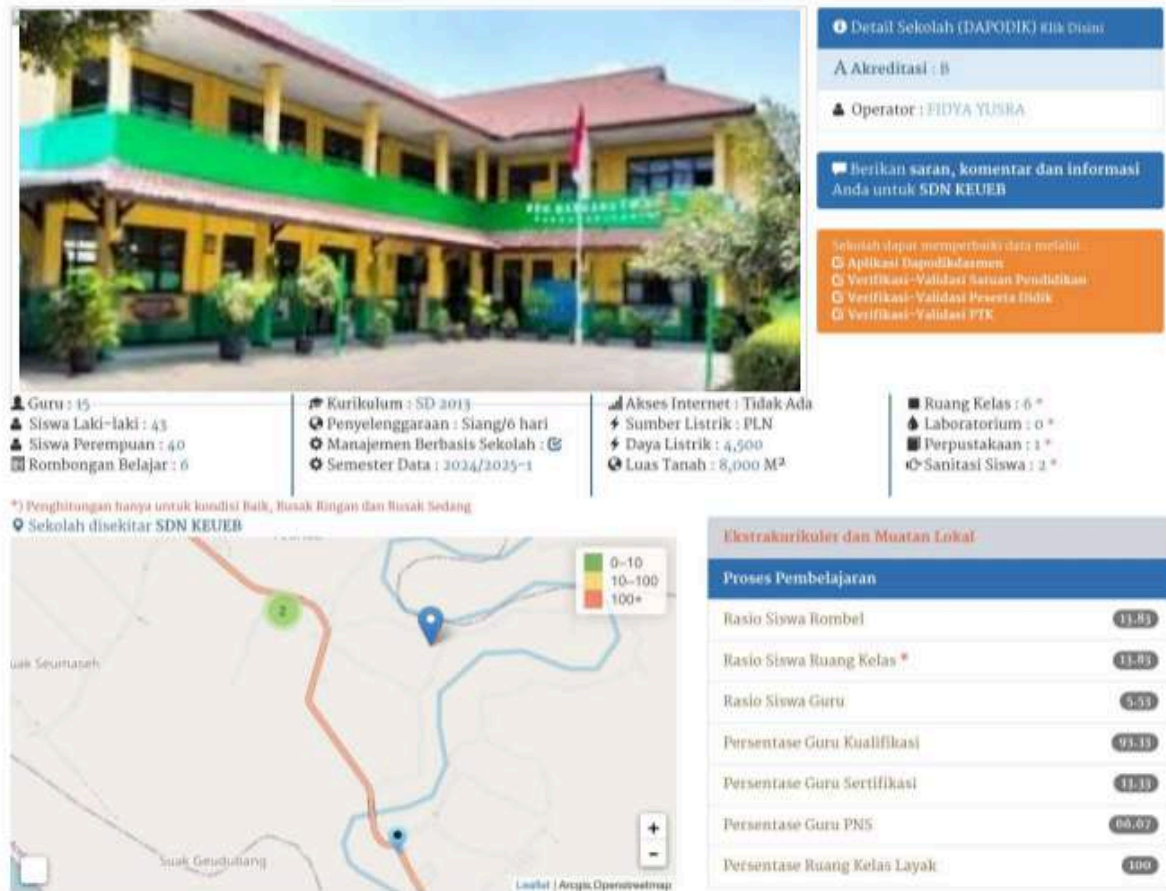 Detail Sekolah (DAPODIK) Klik Disini
Akreditasi : B
Operator : FIDYA YUSRA
Berikan saran, komentar dan informasi
Anda untuk SDN KEUEB
Sekolah dapat memperbaiki data melalui :
Aplikasi Dapodikdasmen
Verifikasi-Validasi Satuan Pendidikan
Verifikasi-Validasi Peserta Didik
Verifikasi-Validasi PTK
Guru : 15
Siswa Laki-laki : 43
Siswa Perempuan : 40
Rombongan Belajar : 6
Kurikulum : SD 2013
Penyelenggaraan : Siang/6 hari
Manajemen Berbasis Sekolah :
Semester Data : 2024/2025-1
Akses Internet : Tidak Ada
Sumber Listrik : PLN
Daya Listrik : 4,500
Luas Tanah : 8,000 M²
Ruang Kelas : 6 *
Laboratorium : 0 *
Perpustakaan : 1 *
Sanitasi Siswa : 2 *
*) Penghitungan hanya untuk kondisi Baik, Rusak Ringan dan Rusak Sedang
Sekolah disekitar SDN KEUEB
0–10
10–100
100+
2
uak Seumaseh
Suak Geudubang
+
−
Leaflet | Arcgis Openstreetmap
Ekstrakurikuler dan Muatan Lokal
Proses Pembelajaran
Rasio Siswa Rombel 13.83
Rasio Siswa Ruang Kelas * 13.83
Rasio Siswa Guru 5.53
Persentase Guru Kualifikasi 93.33
Persentase Guru Sertifikasi
Persentase Guru PNS 66.67
Persentase Ruang Kelas Layak 100